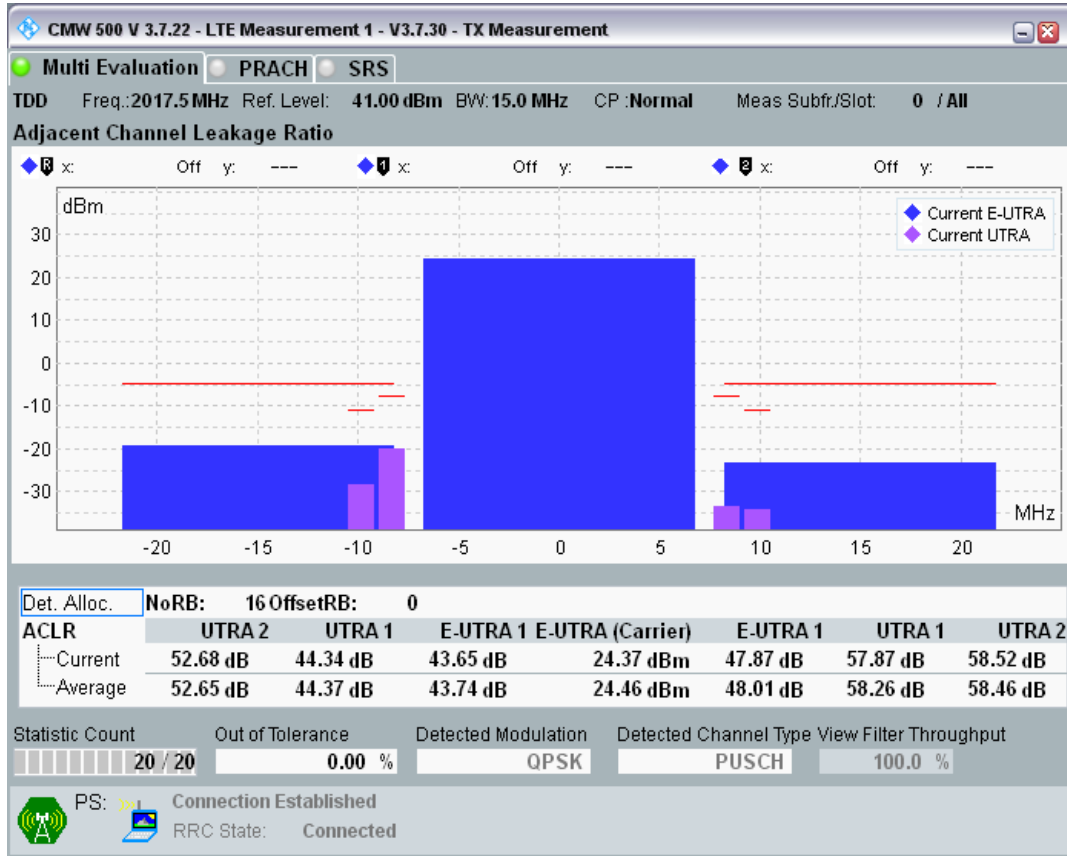 CMW 500 V 3.7.22 - LTE Measurement 1 - V3.7.30 - TX Measurement
Multi Evaluation PRACH SRS
TDD Freq.:2017.5 MHz Ref. Level: 41.00 dBm BW:15.0 MHz CP :Normal Meas Subfr./Slot: 0 / All
Adjacent Channel Leakage Ratio
R x: Off y: --- 1 x: Off y: --- 2 x: Off y: ---
dBm
Current E-UTRA
Current UTRA
30
20
10
0
-10
-20
-30
MHz
-20 -15 -10 -5 0 5 10 15 20
Det. Alloc. NoRB: 16 OffsetRB: 0
ACLR UTRA 2 UTRA 1 E-UTRA 1 E-UTRA (Carrier) E-UTRA 1 UTRA 1 UTRA 2
Current 52.68 dB 44.34 dB 43.65 dB 24.37 dBm 47.87 dB 57.87 dB 58.52 dB
Average 52.65 dB 44.37 dB 43.74 dB 24.46 dBm 48.01 dB 58.26 dB 58.46 dB
Statistic Count Out of Tolerance Detected Modulation Detected Channel Type View Filter Throughput
20 / 20 0.00 % QPSK PUSCH 100.0 %
PS: Connection Established
RRC State: Connected